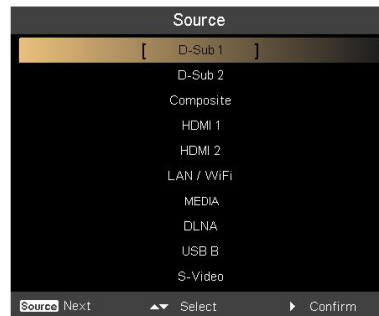 Source
[ D-Sub 1 ]
D-Sub 2
Composite
HDMI 1
HDMI 2
LAN / WiFi
MEDIA
DLNA
USB B
S-Video
Source Next Select Confirm